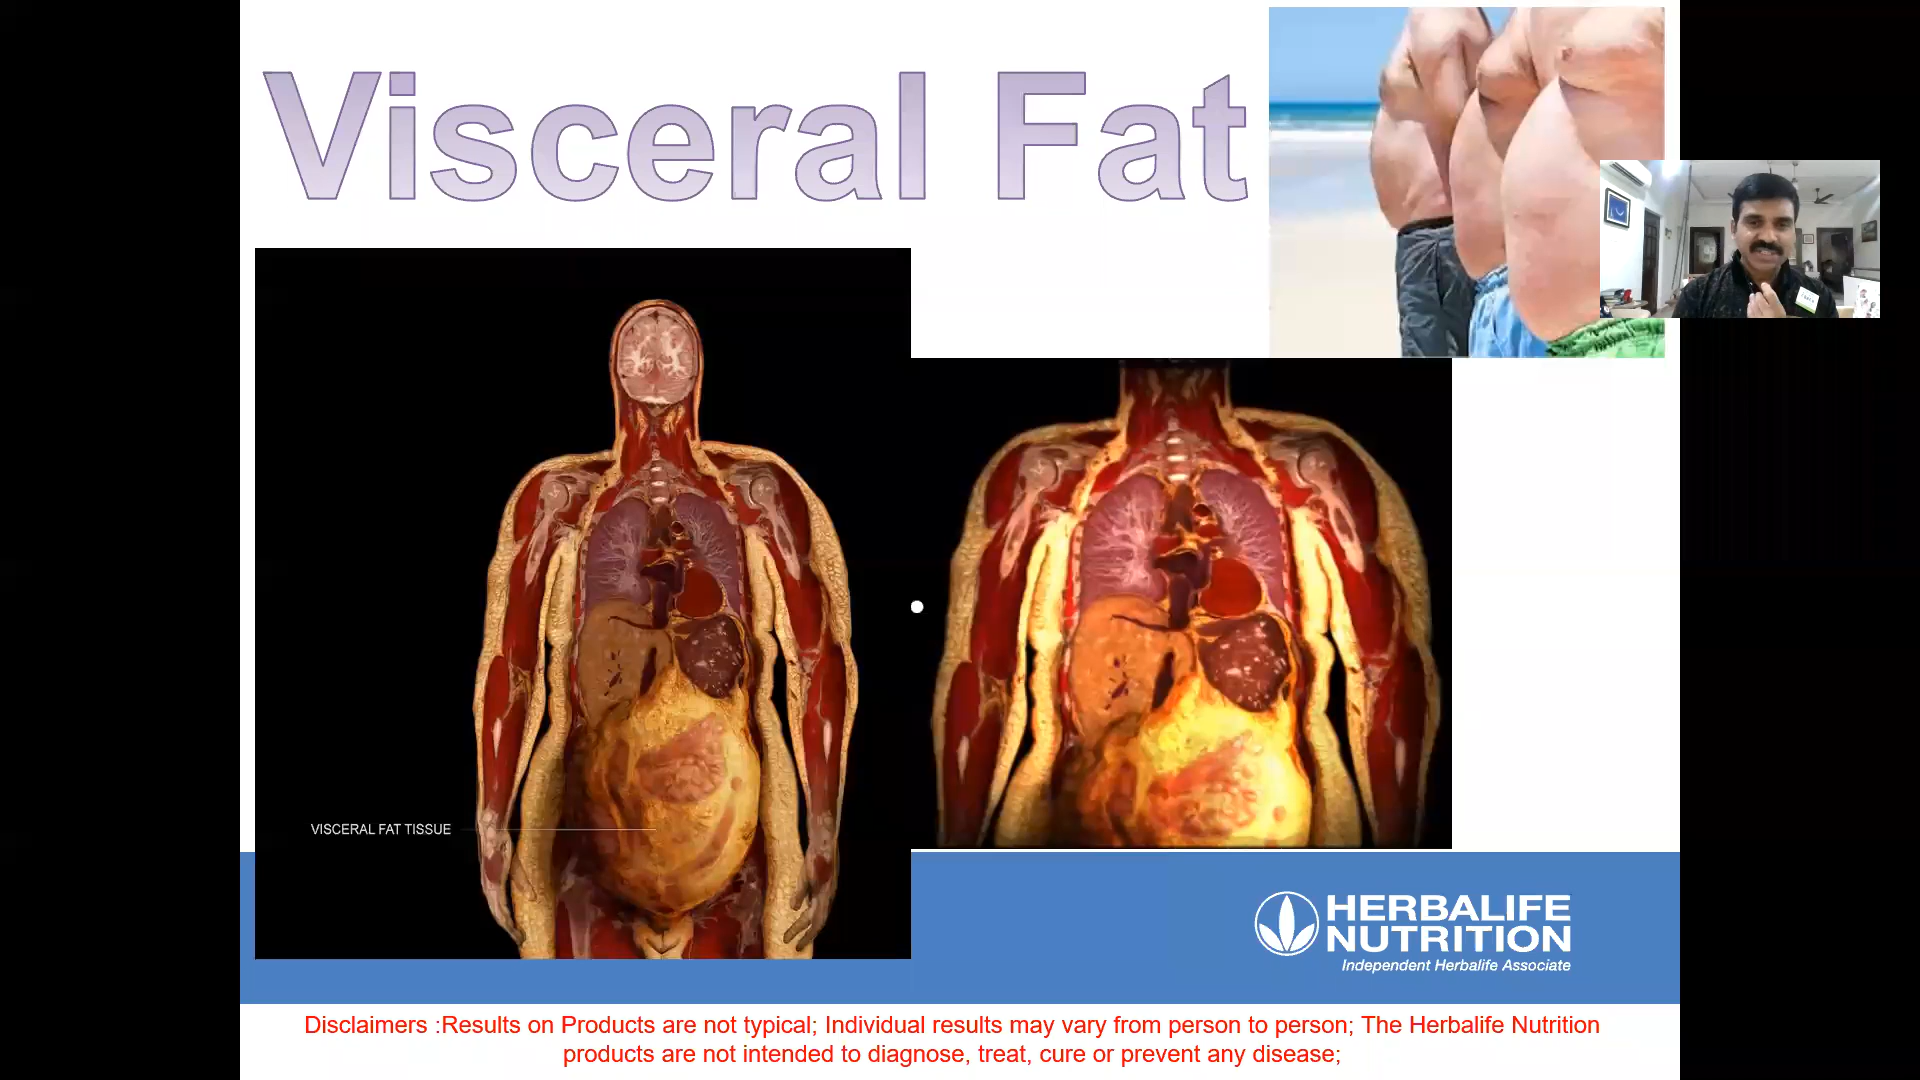 Visceral Fat
VISCERAL FAT TISSUE
HERBALIFE
NUTRITION
Independent Herbalife Associate
Disclaimers :Results on Products are not typical; Individual results may vary from person to person; The Herbalife Nutrition
products are not intended to diagnose, treat, cure or prevent any disease;